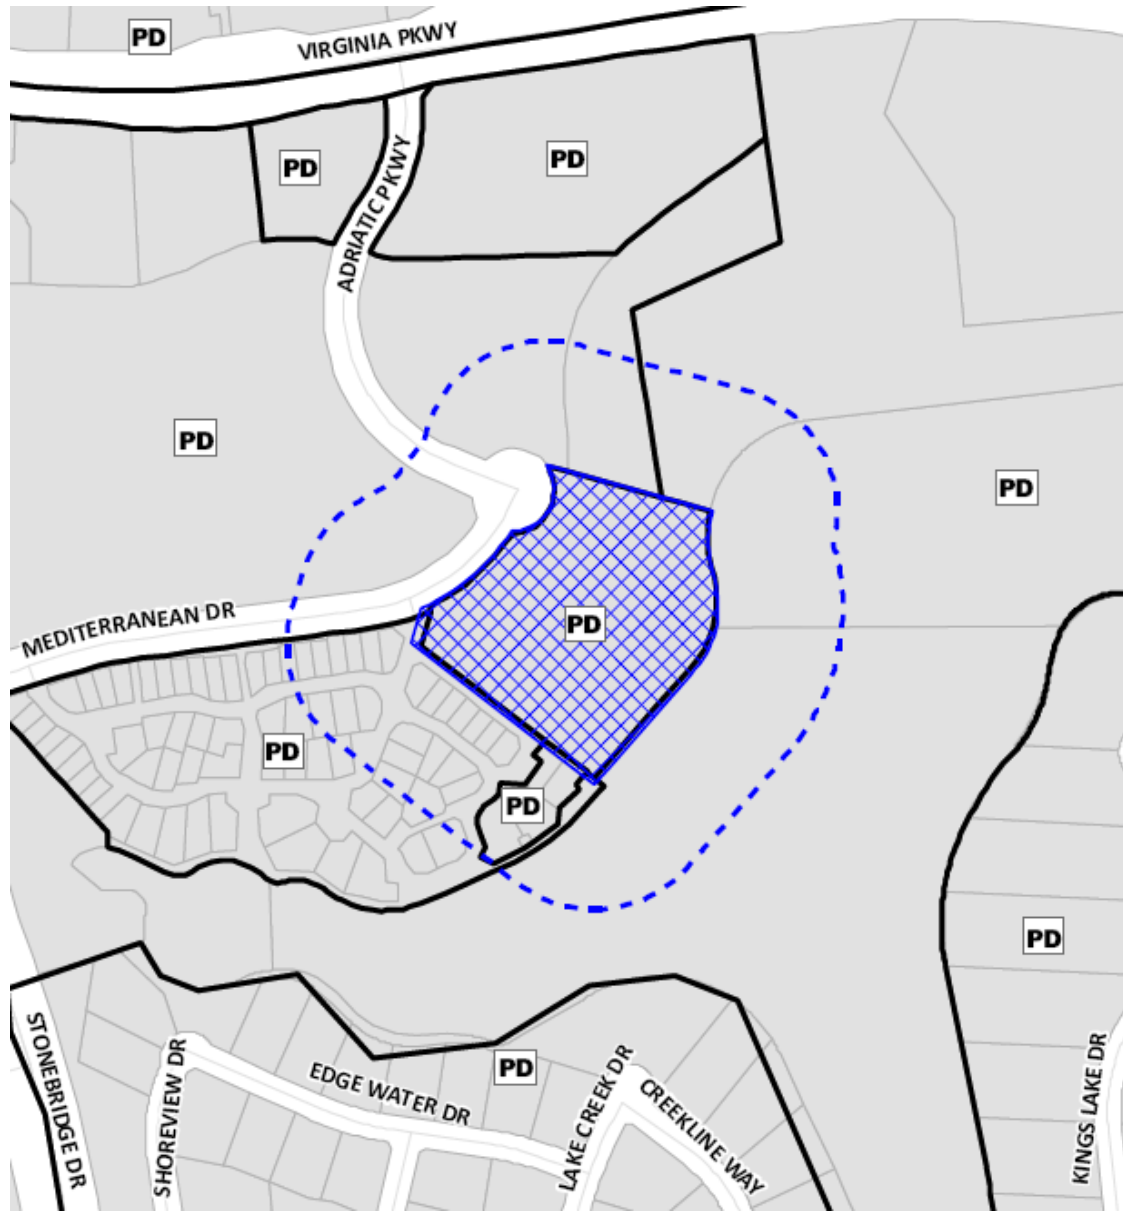 PD
VIRGINIA PKWY
PD
PD
ADRIATIC PKWY
PD
PD
MEDITERRANEAN DR
PD
PD
PD
PD
STONEBRIDGE DR
SHOREVIEW DR
EDGE WATER DR
PD
LAKE CREEK DR
CREEKLINE WAY
KINGS LAKE DR